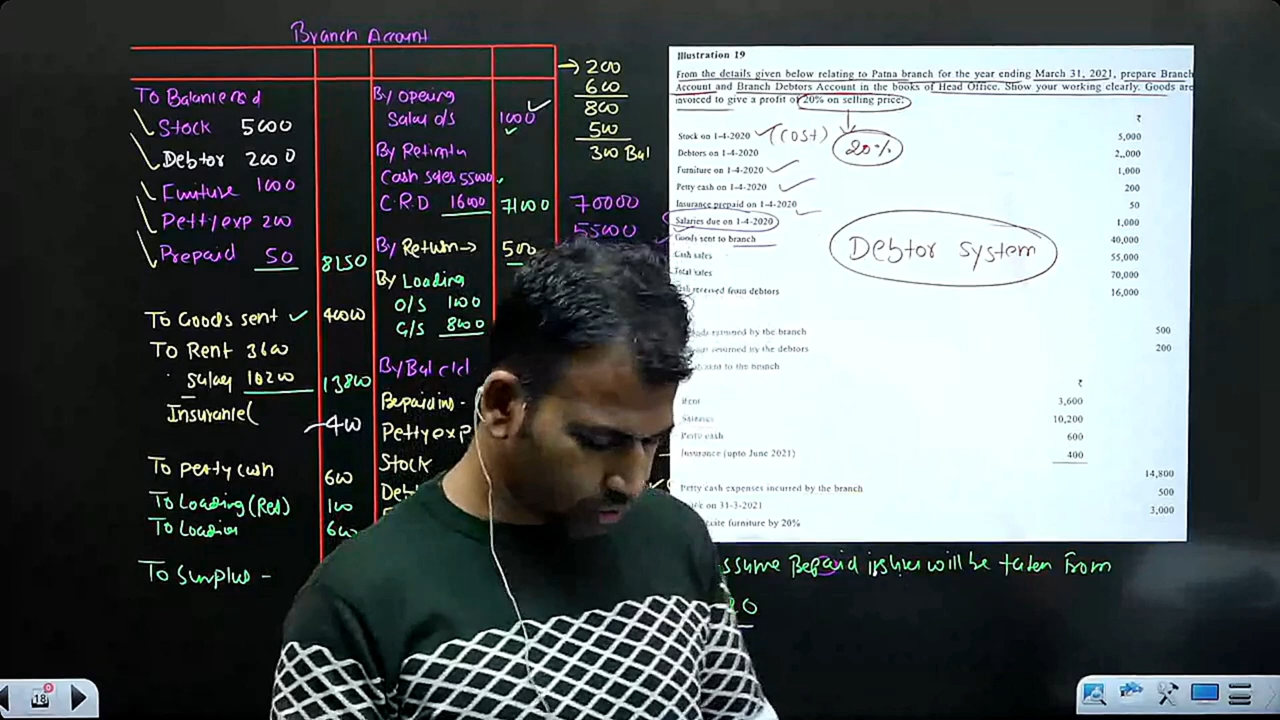 Branch Account
To Balance b d
Stock 5000
Debtor 2000
Furniture 1000
Petty exp 200
Prepaid 50 8250
To Goods sent 40000
To Rent 3600
Salary 10200 13800
Insurance( 400
To petty cash 600
To Loading (Ret) 100
To Loading 600
To Surplus -
By Opening
Salary o/s 1000
By Remittance
Cash sales 55000
C.R.D 16000 71000
By Return → 500
By Loading
O/S 1000
G/S 8000
By Bal c/d
Prepaid ins -
Petty exp
Stock
→ 200
600
800
500
300 Bal
70000
55000
Illustration 19
From the details given below relating to Patna branch for the year ending March 31, 2021, prepare Branch
Account and Branch Debtors Account in the books of Head Office. Show your working clearly. Goods are
invoiced to give a profit of 20% on selling price:
₹
Stock on 1-4-2020 (Cost) 5,000
20%
Debtors on 1-4-2020 2,000
Furniture on 1-4-2020 1,000
Petty cash on 1-4-2020 200
Insurance prepaid on 1-4-2020 50
Salaries due on 1-4-2020 1,000
Goods sent to branch 40,000
Debtor system
Cash sales 55,000
Total sales 70,000
received from debtors 16,000
returned by the branch 500
returned by the debtors 200
sent to the branch
₹
Rent 3,600
Salaries 10,200
Petty cash 600
Insurance (upto June 2021) 400
14,800
Petty cash expenses incurred by the branch 500
on 31-3-2021 3,000
furniture by 20%
will be taken from
18